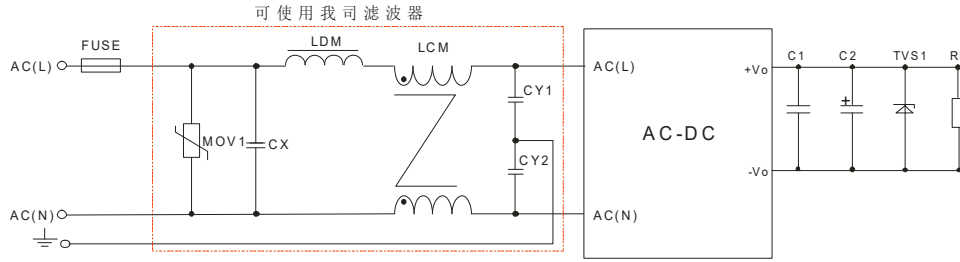 可使用我司滤波器
FUSE
LDM
LCM
AC(L)
AC(L)
+Vo
C1
C2
TVS1
MOV1
CX
CY1
CY2
AC-DC
+
-Vo
AC(N)
AC(N)